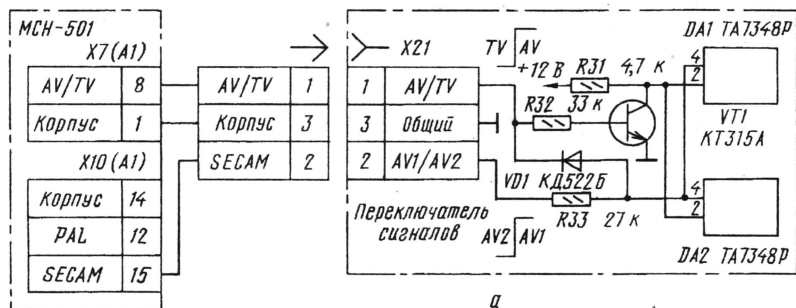 МСН-501
X7 (A1)
AV/TV 8
Корпус 1
X10 (A1)
Корпус 14
PAL 12
SECAM 15
AV/TV 1
Корпус 3
SECAM 2
X21
1 AV/TV
3 Общий
2 AV1/AV2
Переключатель
сигналов
TV AV
+12 В
R31 4,7 к
R32 33 к
VD1 КД522Б
R33 27 к
AV2 AV1
DA1 TA7348P
4
2
VT1
КТ315А
4
2
DA2 TA7348P
а